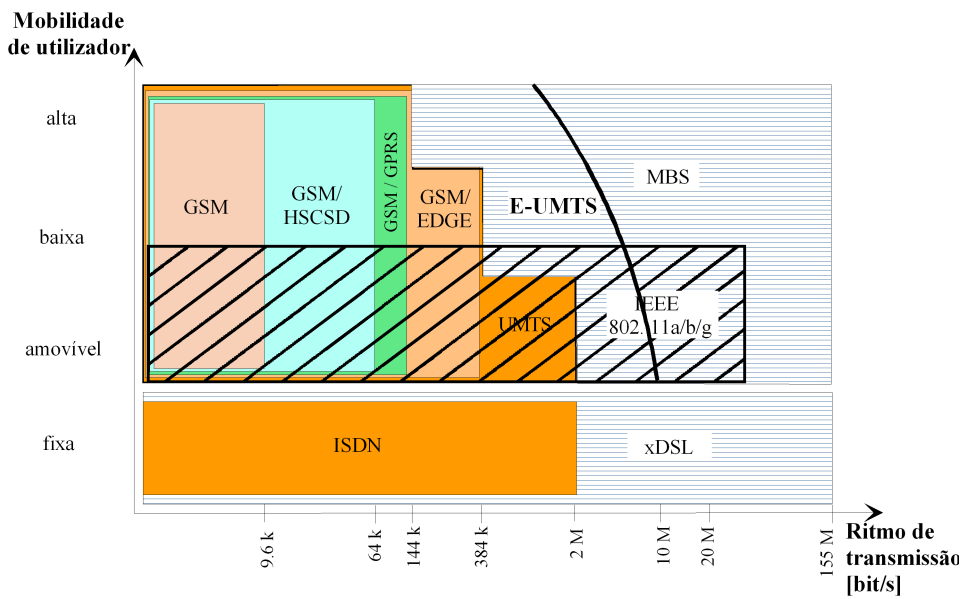 Mobilidade
de utilizador
alta
GSM
GSM/
HSCSD
GSM / GPRS
GSM/
EDGE
E-UMTS
MBS
baixa
IEEE
802.11a/b/g
UMTS
amovível
fixa
ISDN
xDSL
9.6 k
64 k
144 k
384 k
2 M
10 M
20 M
155 M
Ritmo de
transmissão
[bit/s]